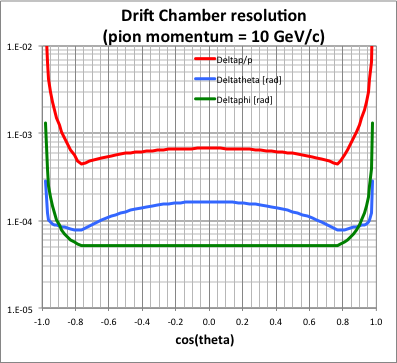 Drift Chamber resolution
(pion momentum = 10 GeV/c)
1.E-02
Deltap/p
Deltatheta [rad]
Deltaphi [rad]
1.E-03
1.E-04
1.E-05
-1.0 -0.8 -0.6 -0.4 -0.2 0.0 0.2 0.4 0.6 0.8 1.0
cos(theta)